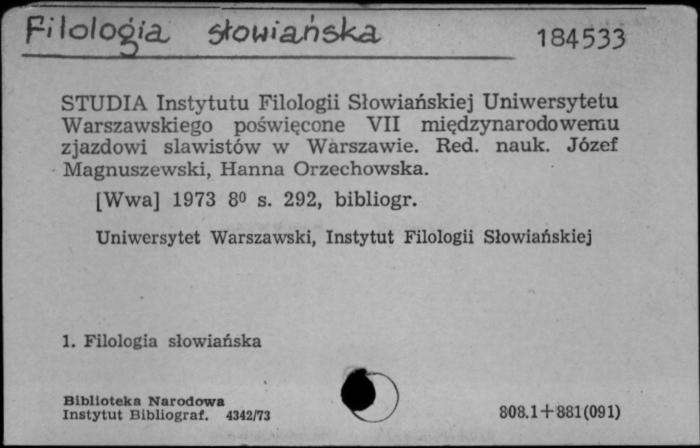 Filologia słowiańska
184533
STUDIA Instytutu Filologii Słowiańskiej Uniwersytetu
Warszawskiego poświęcone VII międzynarodowemu
zjazdowi slawistów w Warszawie. Red. nauk. Józef
Magnuszewski, Hanna Orzechowska.
[Wwa] 1973 8⁰ s. 292, bibliogr.
Uniwersytet Warszawski, Instytut Filologii Słowiańskiej
1. Filologia słowiańska
Biblioteka Narodowa
Instytut Bibliograf. 4342/73
808.1+881(091)